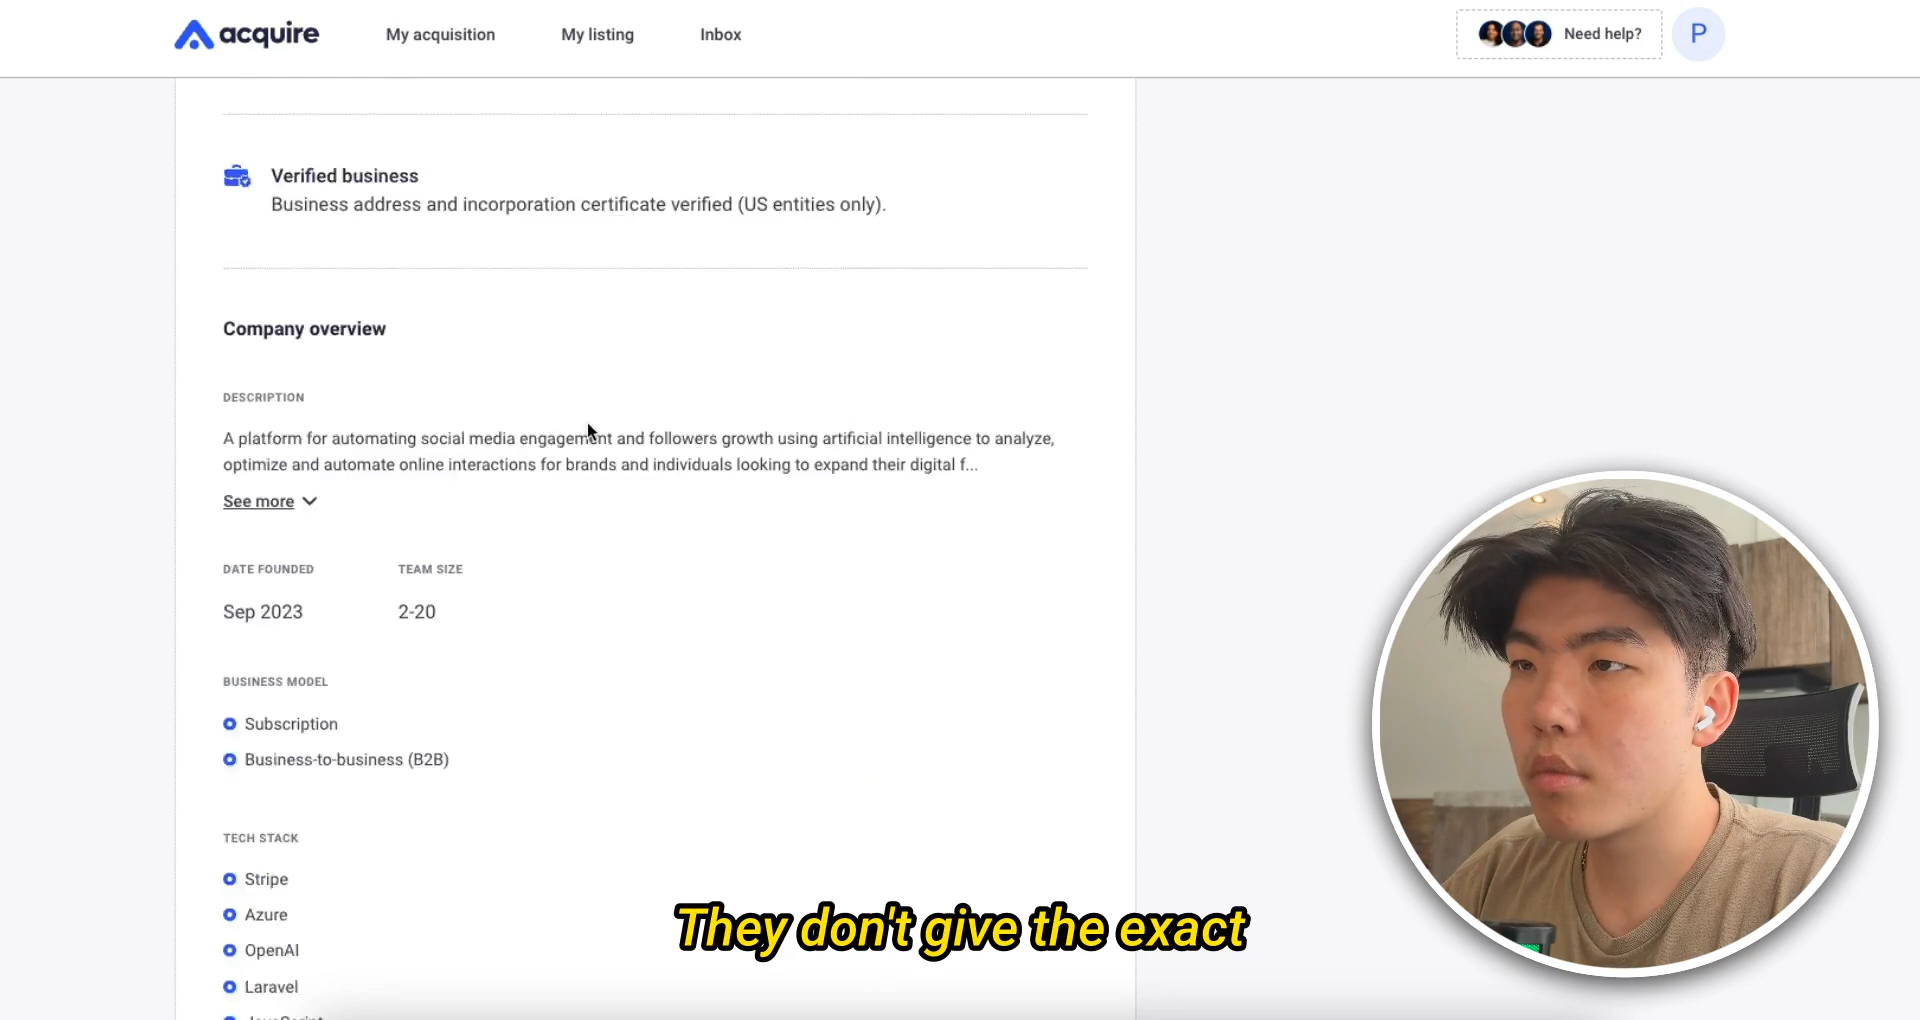 acquire
My acquisition
My listing
Inbox
Need help?
P
Verified business
Business address and incorporation certificate verified (US entities only).
Company overview
DESCRIPTION
A platform for automating social media engagement and followers growth using artificial intelligence to analyze,
optimize and automate online interactions for brands and individuals looking to expand their digital f...
See more
DATE FOUNDED
TEAM SIZE
Sep 2023
2-20
BUSINESS MODEL
Subscription
Business-to-business (B2B)
TECH STACK
Stripe
Azure
OpenAI
Laravel
They don't give the exact